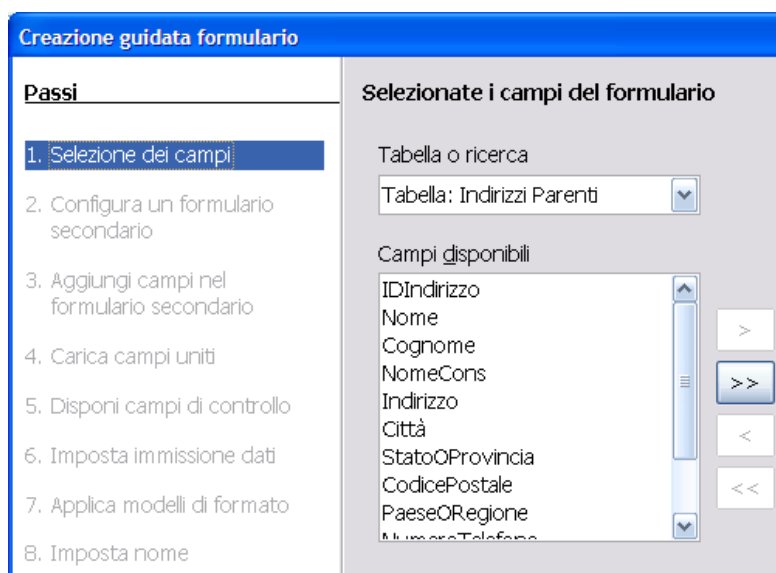 Creazione guidata formulario
Passi
1. Selezione dei campi
2. Configura un formulario
secondario
3. Aggiungi campi nel
formulario secondario
4. Carica campi uniti
5. Disponi campi di controllo
6. Imposta immissione dati
7. Applica modelli di formato
8. Imposta nome
Selezionate i campi del formulario
Tabella o ricerca
Tabella: Indirizzi Parenti
Campi disponibili
IDIndirizzo
Nome
Cognome
NomeCons
Indirizzo
Città
StatoOProvincia
CodicePostale
PaeseORegione
NumeroTelefono
>
>>
<
<<